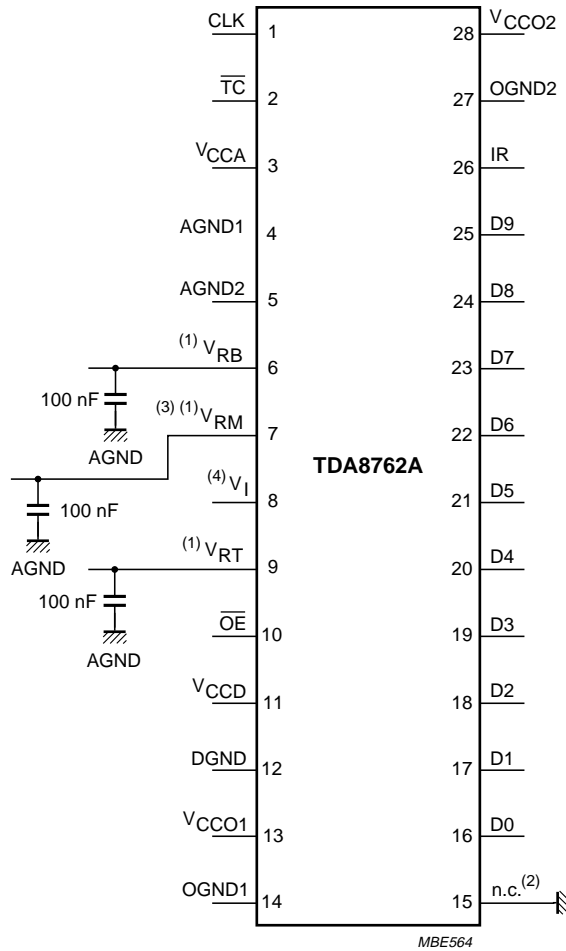 CLK 1
28 VCCO2
TC 2
27 OGND2
VCCA 3
26 IR
AGND1 4
25 D9
AGND2 5
24 D8
(1) VRB 6
23 D7
100 nF
AGND
(3) (1) VRM 7
22 D6
TDA8762A
100 nF
AGND
(4) VI 8
21 D5
(1) VRT 9
20 D4
100 nF
AGND
OE 10
19 D3
VCCD 11
18 D2
DGND 12
17 D1
VCCO1 13
16 D0
OGND1 14
15 n.c.(2)
MBE564